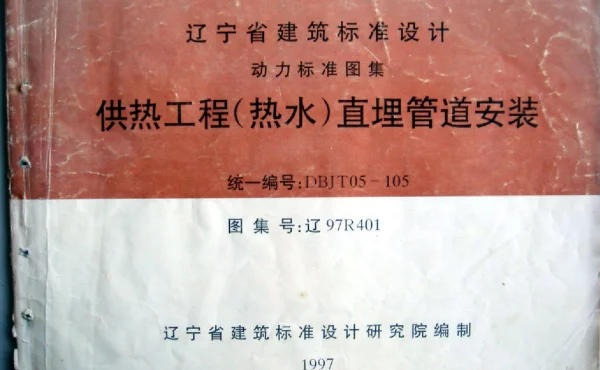 辽宁省建筑标准设计
动力标准图集
供热工程(热水)直埋管道安装
统一编号:DBJT05-105
图集号:辽97R401
辽宁省建筑标准设计研究院编制
1997